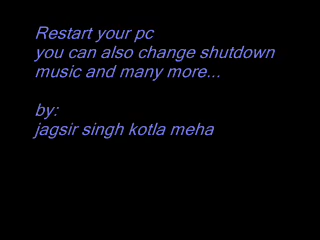 Restart your pc
you can also change shutdown
music and many more...
by:
jagsir singh kotla meha